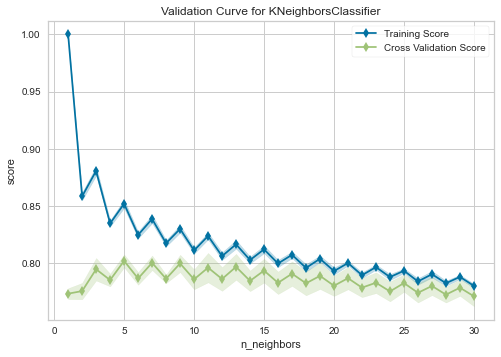 Validation Curve for KNeighborsClassifier
Training Score
Cross Validation Score
1.00
0.95
0.90
0.85
0.80
score
0
5
10
15
20
25
30
n_neighbors